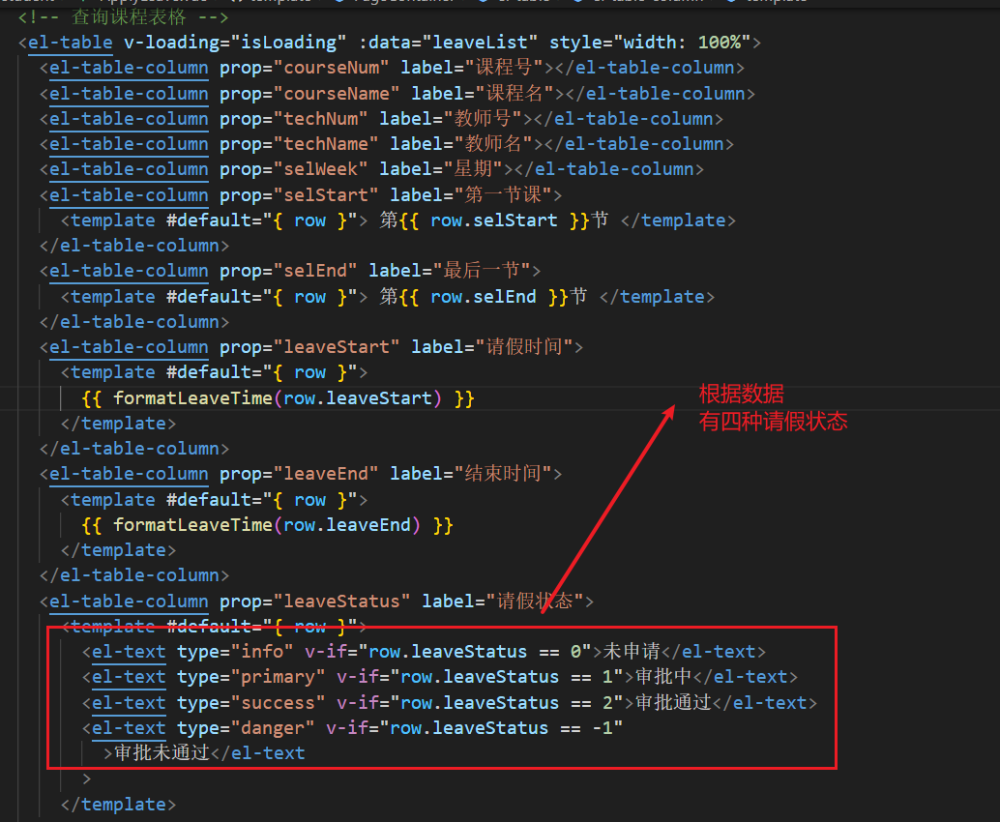 <!-- 查询课程表格 -->
<el-table v-loading="isLoading" :data="leaveList" style="width: 100%">
<el-table-column prop="courseNum" label="课程号"></el-table-column>
<el-table-column prop="courseName" label="课程名"></el-table-column>
<el-table-column prop="techNum" label="教师号"></el-table-column>
<el-table-column prop="techName" label="教师名"></el-table-column>
<el-table-column prop="selWeek" label="星期"></el-table-column>
<el-table-column prop="selStart" label="第一节课">
<template #default="{ row }"> 第{{ row.selStart }}节 </template>
</el-table-column>
<el-table-column prop="selEnd" label="最后一节">
<template #default="{ row }"> 第{{ row.selEnd }}节 </template>
</el-table-column>
<el-table-column prop="leaveStart" label="请假时间">
<template #default="{ row }">
{{ formatLeaveTime(row.leaveStart) }}
</template>
</el-table-column>
<el-table-column prop="leaveEnd" label="结束时间">
<template #default="{ row }">
{{ formatLeaveTime(row.leaveEnd) }}
</template>
</el-table-column>
<el-table-column prop="leaveStatus" label="请假状态">
<template #default="{ row }">
<el-text type="info" v-if="row.leaveStatus == 0">未申请</el-text>
<el-text type="primary" v-if="row.leaveStatus == 1">审批中</el-text>
<el-text type="success" v-if="row.leaveStatus == 2">审批通过</el-text>
<el-text type="danger" v-if="row.leaveStatus == -1"
>审批未通过</el-text
>
</template>
根据数据
有四种请假状态